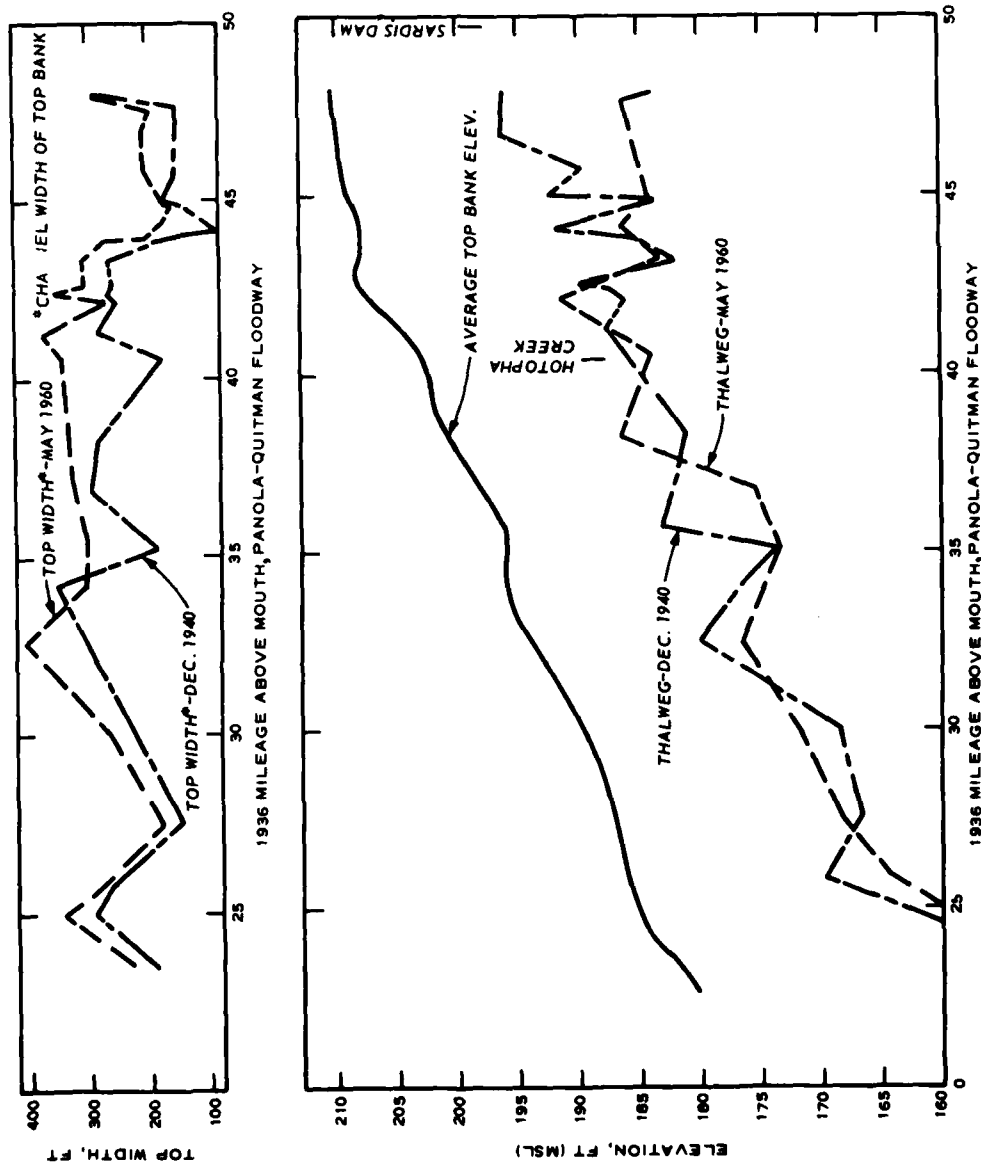 TOP WIDTH, FT
400
300
200
100
*CHA IEL WIDTH OF TOP BANK
TOP WIDTH*-MAY 1960
TOP WIDTH*-DEC. 1940
25
30
35
40
45
50
1936 MILEAGE ABOVE MOUTH, PANOLA-QUITMAN FLOODWAY
ELEVATION, FT (MSL)
210
205
200
195
190
185
180
175
170
165
160
SARDIS DAM
AVERAGE TOP BANK ELEV.
HOTOPHA
CREEK
THALWEG-MAY 1960
THALWEG-DEC. 1940
0
25
30
35
40
45
50
1936 MILEAGE ABOVE MOUTH, PANOLA-QUITMAN FLOODWAY